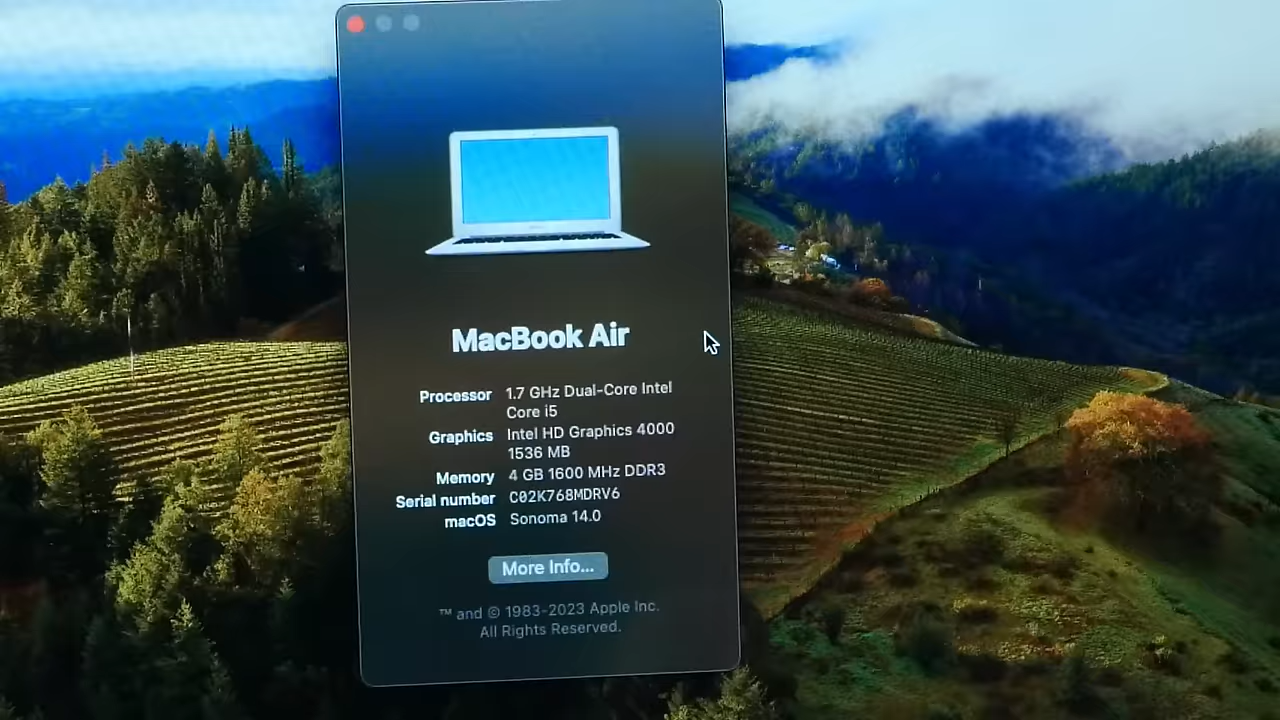 MacBook Air
Processor 1.7 GHz Dual-Core Intel
Core i5
Graphics Intel HD Graphics 4000
1536 MB
Memory 4 GB 1600 MHz DDR3
Serial number C02K768MDRV6
macOS Sonoma 14.0
More Info...
™ and © 1983-2023 Apple Inc.
All Rights Reserved.